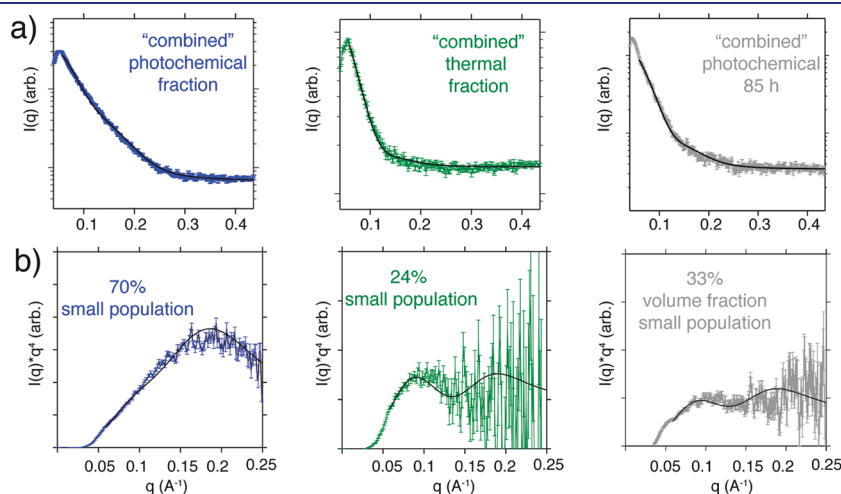 a)
I(q) (arb.)
"combined"
photochemical
fraction
0.1 0.2 0.3 0.4
I(q) (arb.)
"combined"
thermal
fraction
0.1 0.2 0.3 0.4
I(q) (arb.)
"combined"
photochemical
85 h
0.1 0.2 0.3 0.4
b)
I(q)*q⁴ (arb.)
70%
small population
0.05 0.1 0.15 0.2 0.25
q (A⁻¹)
I(q)*q⁴ (arb.)
24%
small population
0.05 0.1 0.15 0.2 0.25
q (A⁻¹)
I(q)*q⁴ (arb.)
33%
volume fraction
small population
0.05 0.1 0.15 0.2 0.25
q (A⁻¹)